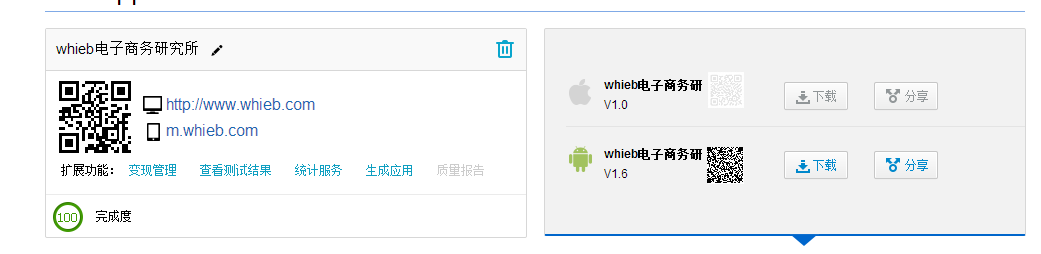 whieb电子商务研究所
http://www.whieb.com
m.whieb.com
扩展功能： 变现管理 查看测试结果 统计服务 生成应用 质量报告
100 完成度
whieb电子商务研
V1.0
下载 分享
whieb电子商务研
V1.6
下载 分享